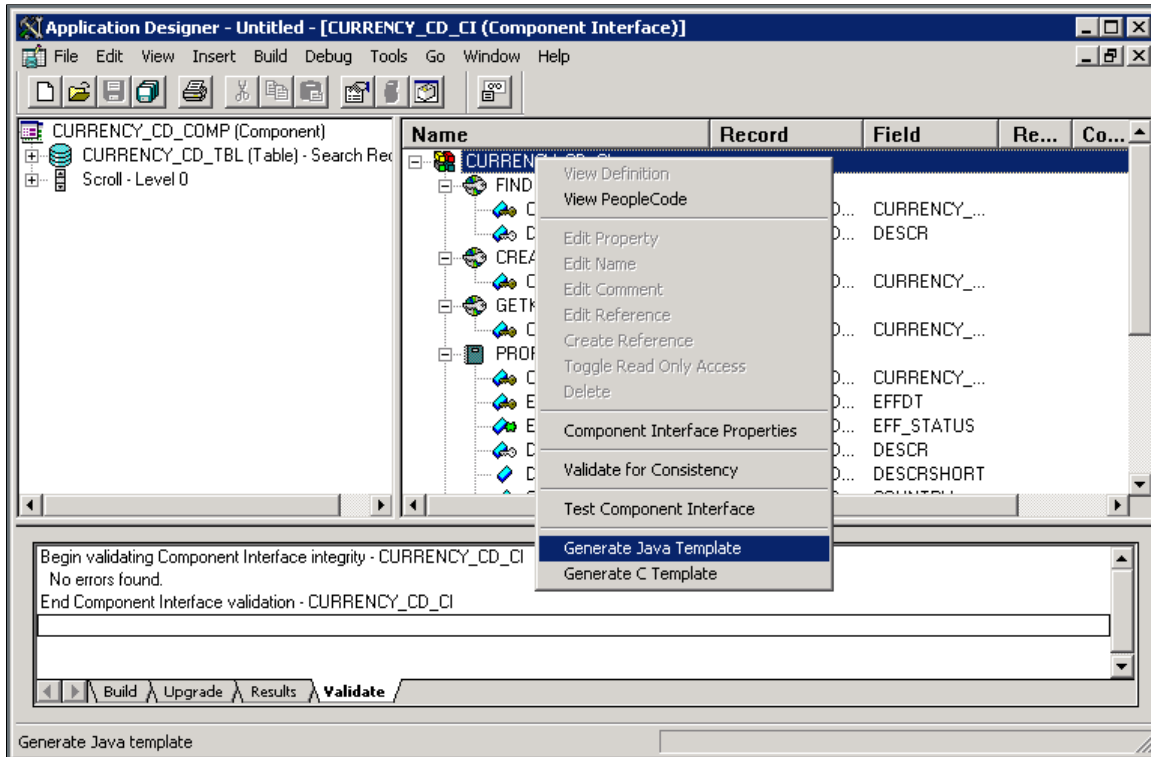 Application Designer - Untitled - [CURRENCY_CD_CI (Component Interface)]
File Edit View Insert Build Debug Tools Go Window Help
CURRENCY_CD_COMP (Component)
CURRENCY_CD_TBL (Table) - Search Rec
Scroll - Level 0
Name Record Field Re... Co...
FIND
CURRENCY_...
DESCR
CREA
CURRENCY_...
GETK
CURRENCY_...
PROP
CURRENCY_...
EFFDT
EFF_STATUS
DESCR
DESCRSHORT
View Definition
View PeopleCode
Edit Property
Edit Name
Edit Comment
Edit Reference
Create Reference
Toggle Read Only Access
Delete
Component Interface Properties
Validate for Consistency
Test Component Interface
Generate Java Template
Generate C Template
Begin validating Component Interface integrity - CURRENCY_CD_CI
No errors found.
End Component Interface validation - CURRENCY_CD_CI
Build Upgrade Results Validate
Generate Java template